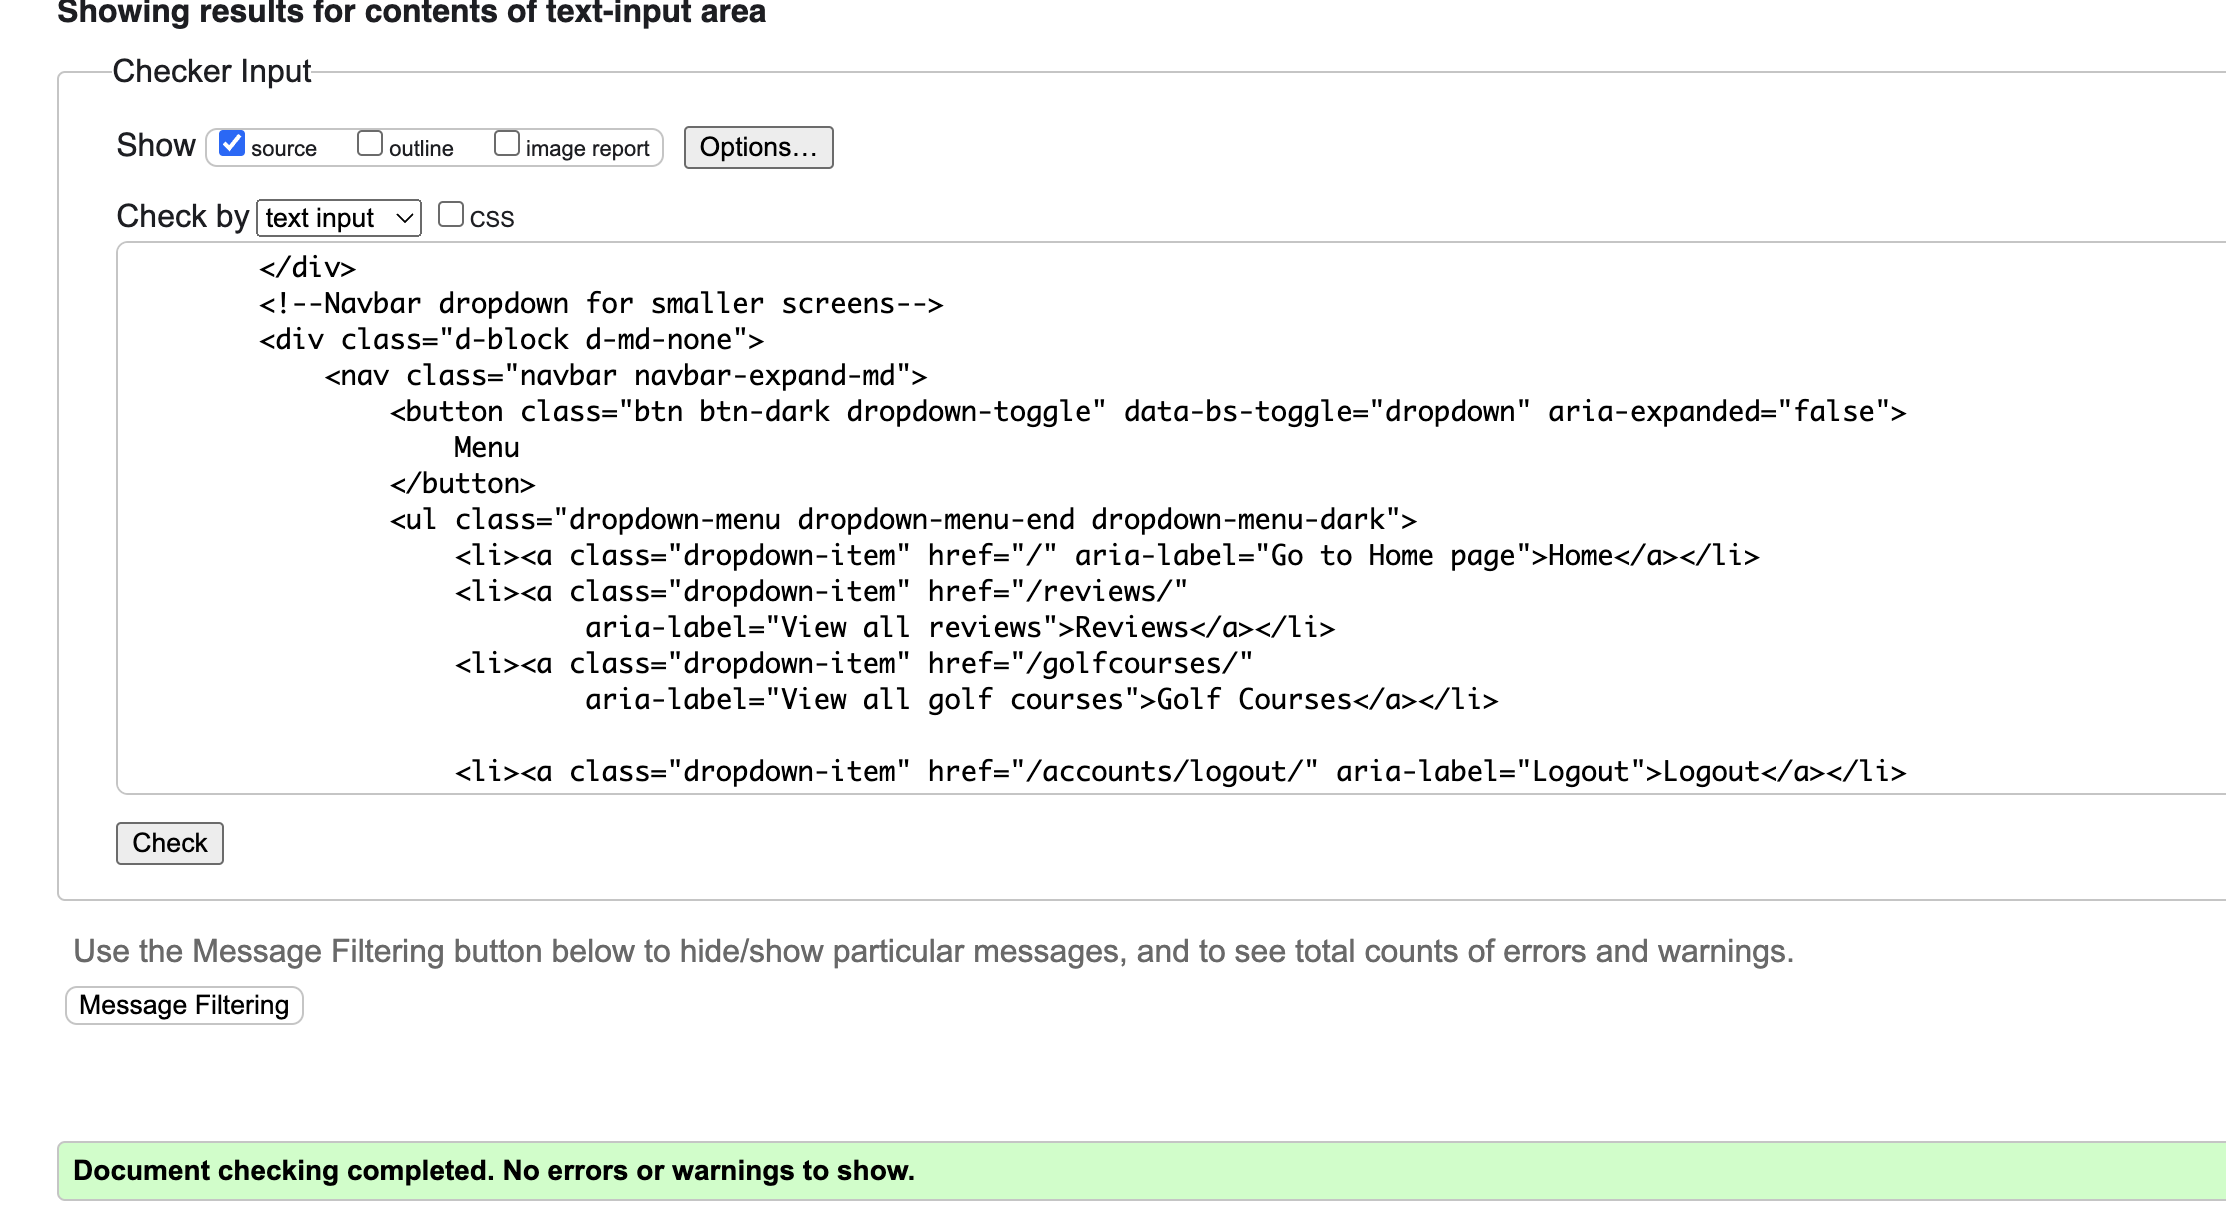 Showing results for contents of text-input area
Checker Input
Show source outline image report Options…
Check by text input CSS
</div>
<!--Navbar dropdown for smaller screens-->
<div class="d-block d-md-none">
<nav class="navbar navbar-expand-md">
<button class="btn btn-dark dropdown-toggle" data-bs-toggle="dropdown" aria-expanded="false">
Menu
</button>
<ul class="dropdown-menu dropdown-menu-end dropdown-menu-dark">
<li><a class="dropdown-item" href="/" aria-label="Go to Home page">Home</a></li>
<li><a class="dropdown-item" href="/reviews/"
aria-label="View all reviews">Reviews</a></li>
<li><a class="dropdown-item" href="/golfcourses/"
aria-label="View all golf courses">Golf Courses</a></li>
<li><a class="dropdown-item" href="/accounts/logout/" aria-label="Logout">Logout</a></li>
Check
Use the Message Filtering button below to hide/show particular messages, and to see total counts of errors and warnings.
Message Filtering
Document checking completed. No errors or warnings to show.